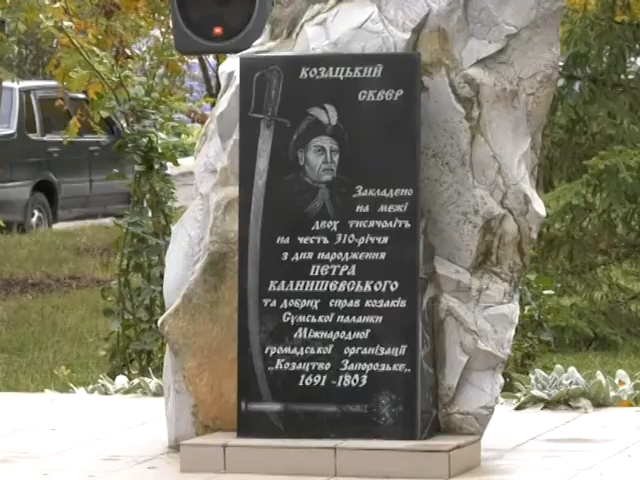 КОЗАЦЬКИЙ
СКВЕР
Закладено
на межі
двох тисячоліть
на честь 310-річчя
з дня народження
ПЕТРА
КАЛНИШЕВСЬКОГО
та добрих справ козаків
Сумської паланки
Міжнародної
громадської організації
„Козацтво Запорозьке„
1691-1803
JBL